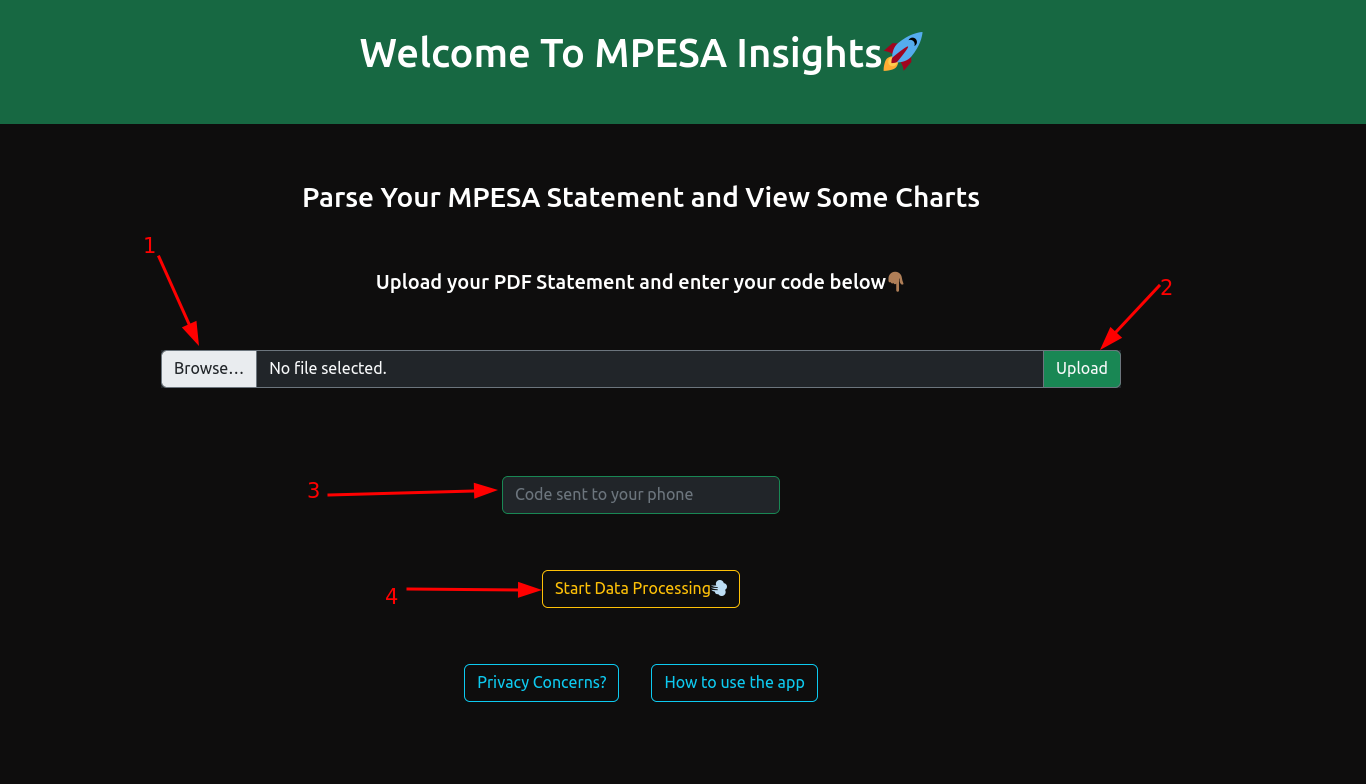 Welcome To MPESA Insights🚀
Parse Your MPESA Statement and View Some Charts
1
Upload your PDF Statement and enter your code below👇🏽
2
Browse... No file selected. Upload
3 Code sent to your phone
4 Start Data Processing💨
Privacy Concerns? How to use the app